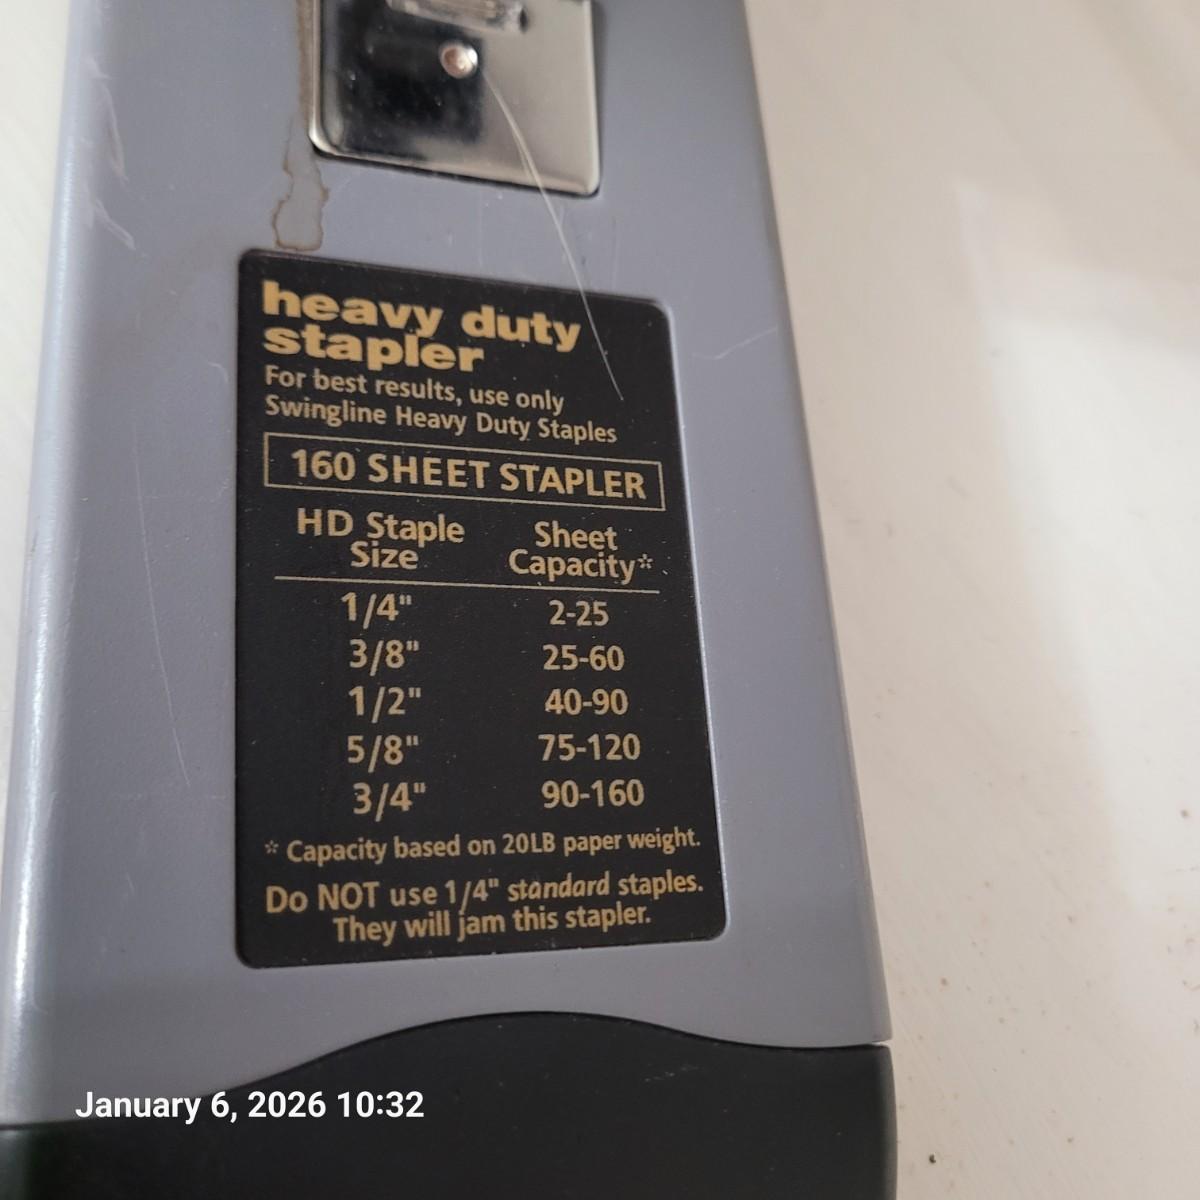 heavy duty
stapler
For best results, use only
Swingline Heavy Duty Staples
160 SHEET STAPLER
HD Staple Size Sheet Capacity*
1/4" 2-25
3/8" 25-60
1/2" 40-90
5/8" 75-120
3/4" 90-160
* Capacity based on 20LB paper weight.
Do NOT use 1/4" standard staples.
They will jam this stapler.
January 6, 2026 10:32